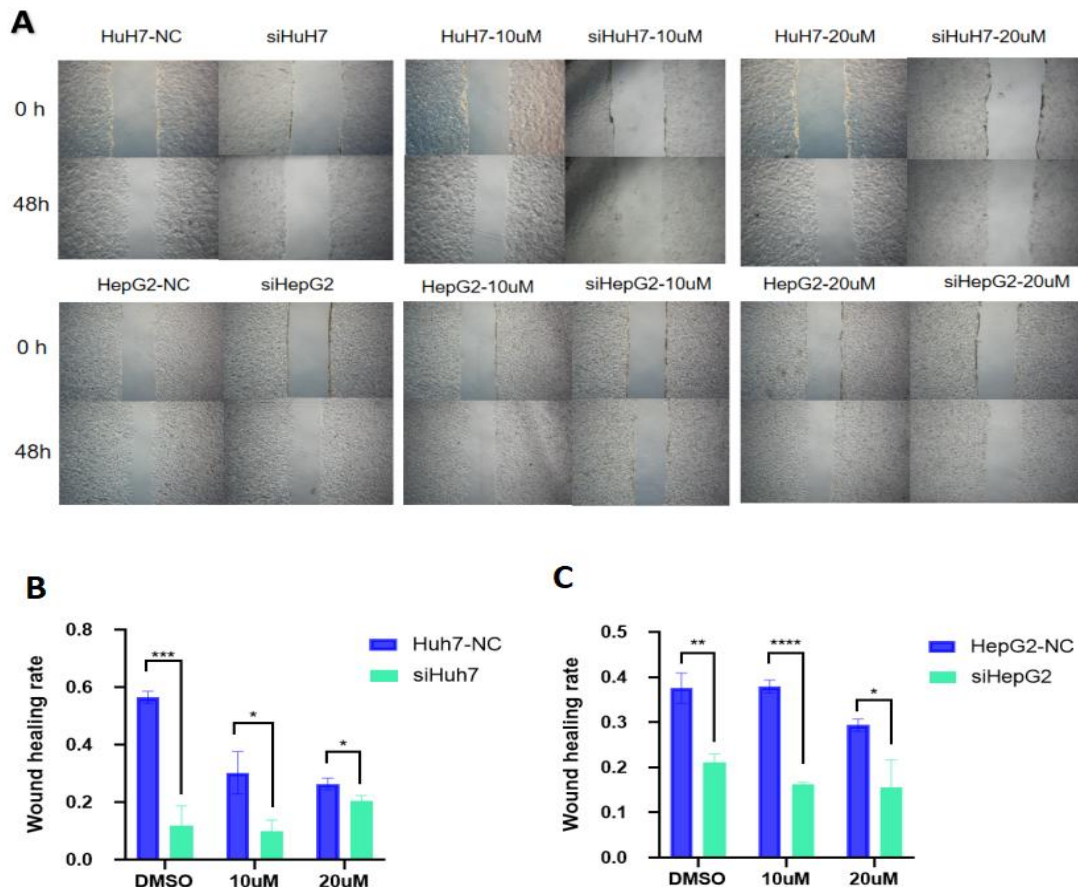 A
HuH7-NC siHuH7 HuH7-10uM siHuH7-10uM HuH7-20uM siHuH7-20uM
0 h
48h
HepG2-NC siHepG2 HepG2-10uM siHepG2-10uM HepG2-20uM siHepG2-20uM
0 h
48h
B
Wound healing rate
0.8
0.6
0.4
0.2
0.0
***
*
*
Huh7-NC
siHuh7
DMSO 10uM 20uM
C
Wound healing rate
0.5
0.4
0.3
0.2
0.1
0.0
**
****
*
HepG2-NC
siHepG2
DMSO 10uM 20uM